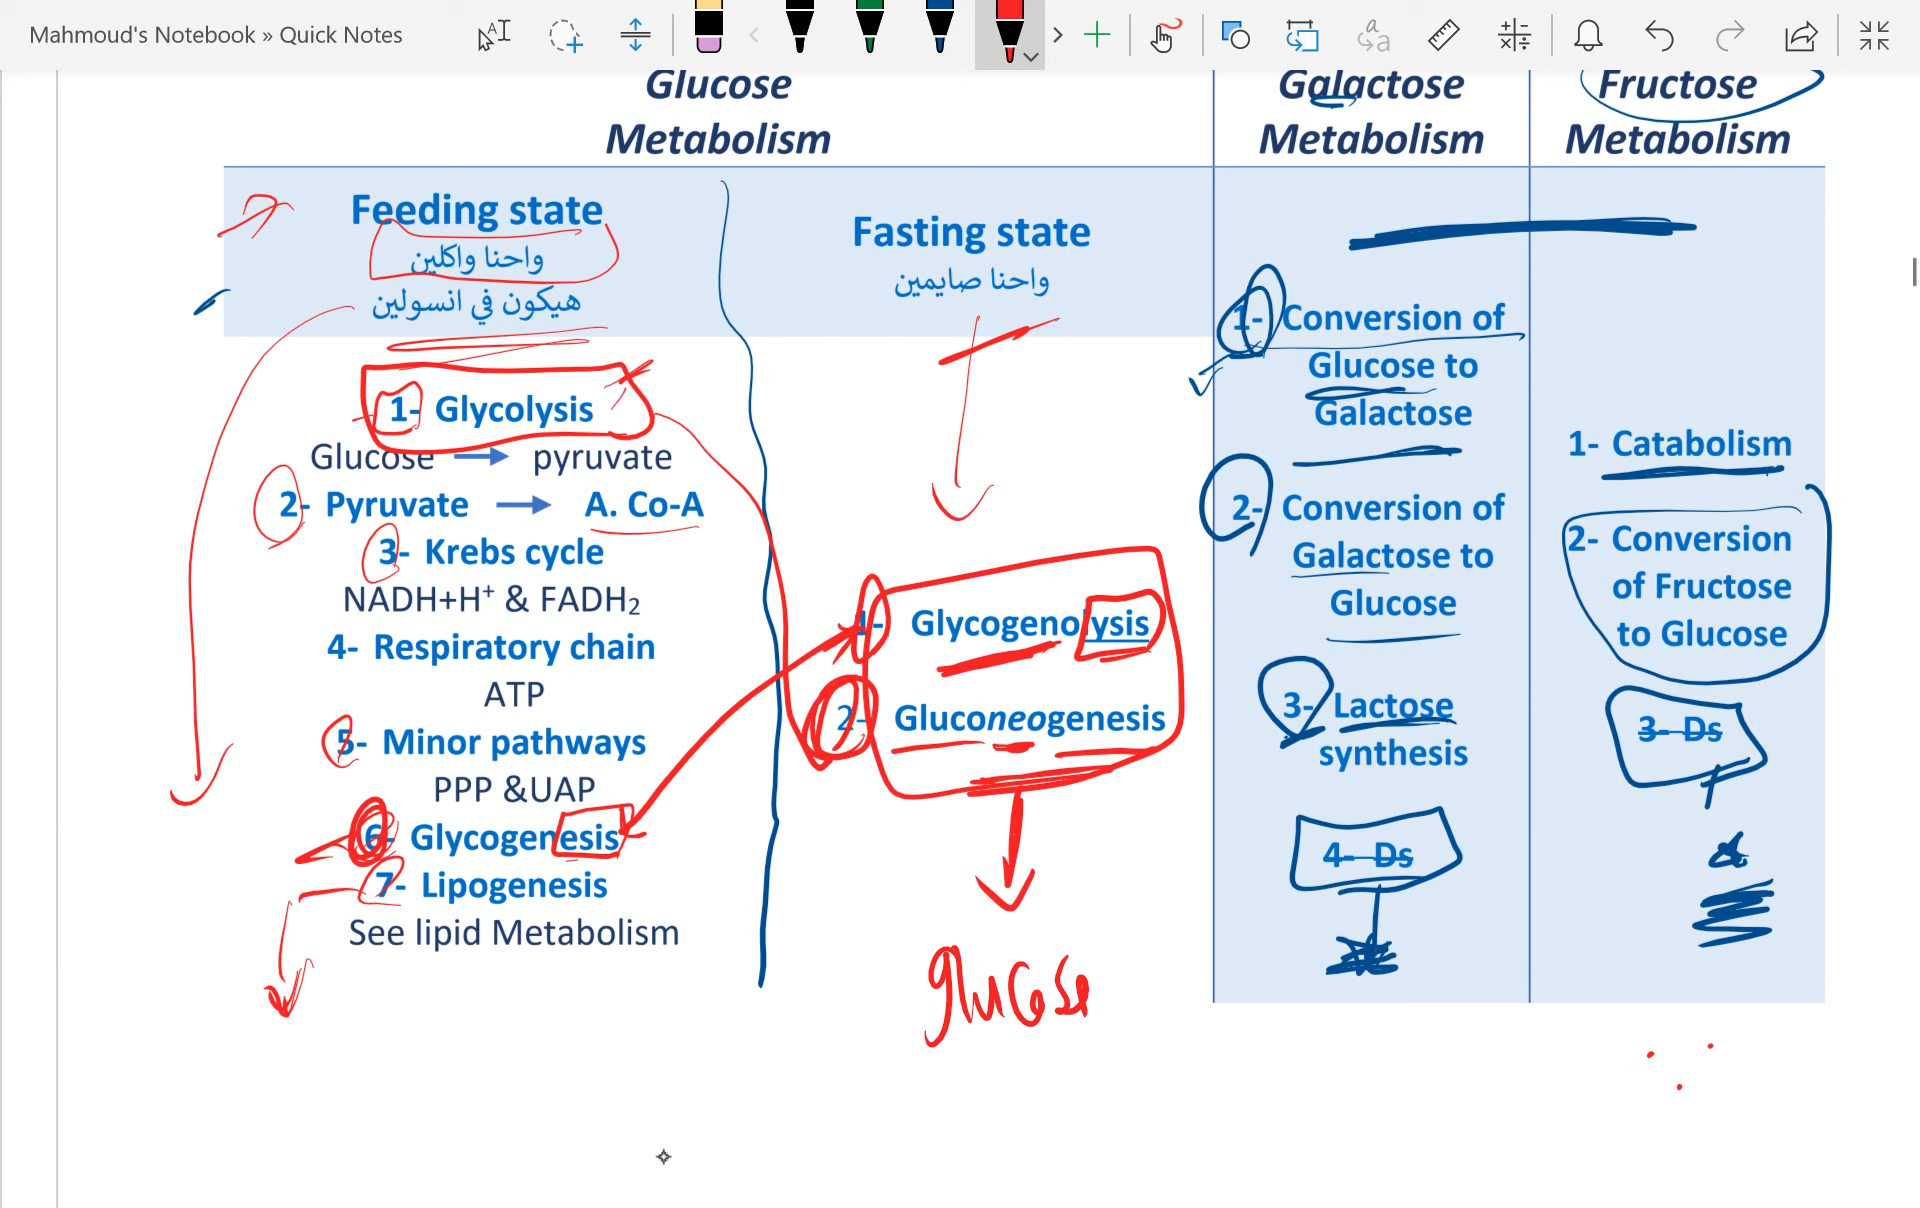 Mahmoud's Notebook » Quick Notes
Glucose
Metabolism
Galactose
Metabolism
Fructose
Metabolism
Feeding state
واحنا واكلين
هيكون في انسولين
1- Glycolysis
Glucose → pyruvate
2- Pyruvate → A. Co-A
3- Krebs cycle
NADH+H⁺ & FADH₂
4- Respiratory chain
ATP
5- Minor pathways
PPP &UAP
6- Glycogenesis
7- Lipogenesis
See lipid Metabolism
Fasting state
واحنا صايمين
1- Glycogenolysis
2- Gluconeogenesis
glucose
1- Conversion of
Glucose to
Galactose
2- Conversion of
Galactose to
Glucose
3- Lactose
synthesis
4- Ds
1- Catabolism
2- Conversion
of Fructose
to Glucose
3- Ds